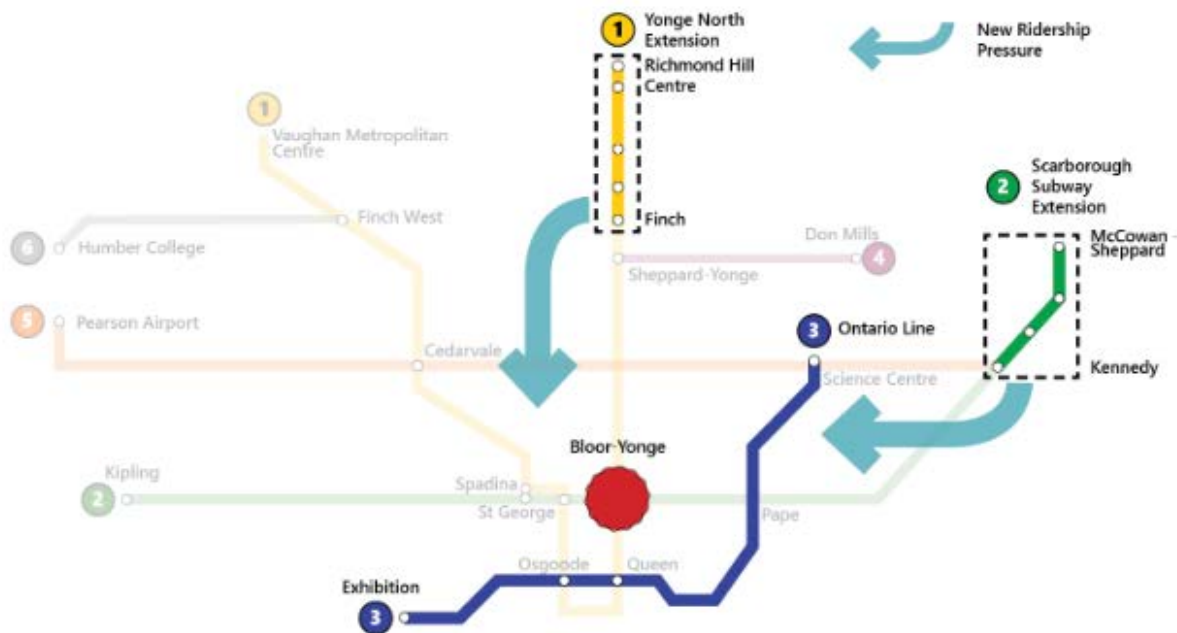 1
Yonge North
Extension
Richmond Hill
Centre
New Ridership
Pressure
1
Vaughan Metropolitan
Centre
2
Scarborough
Subway
Extension
Finch West
Finch
6
Humber College
Don Mills
4
McCowan -
Sheppard
Sheppard-Yonge
5
Pearson Airport
3
Ontario Line
Cedarvale
Science Centre
Kennedy
Bloor-Yonge
Kipling
2
Spadina
St George
Pape
Osgoode
Queen
Exhibition
3